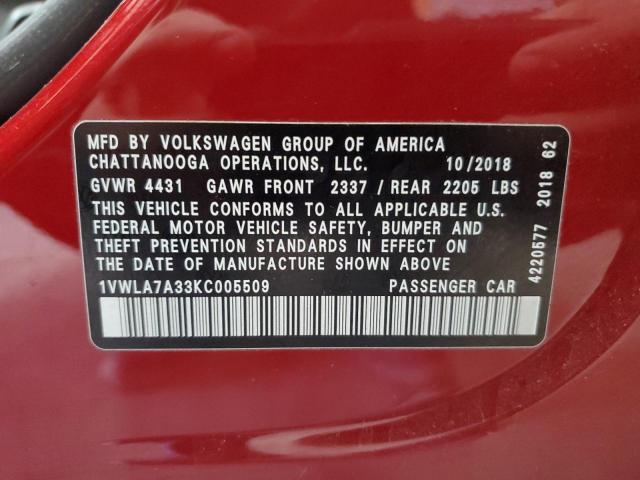 MFD BY VOLKSWAGEN GROUP OF AMERICA
CHATTANOOGA OPERATIONS, LLC. 10/2018
GVWR 4431 GAWR FRONT 2337 / REAR 2205 LBS
THIS VEHICLE CONFORMS TO ALL APPLICABLE U.S.
FEDERAL MOTOR VEHICLE SAFETY, BUMPER AND
THEFT PREVENTION STANDARDS IN EFFECT ON
THE DATE OF MANUFACTURE SHOWN ABOVE
1VWLA7A33KC005509 PASSENGER CAR
4220577 2018 62